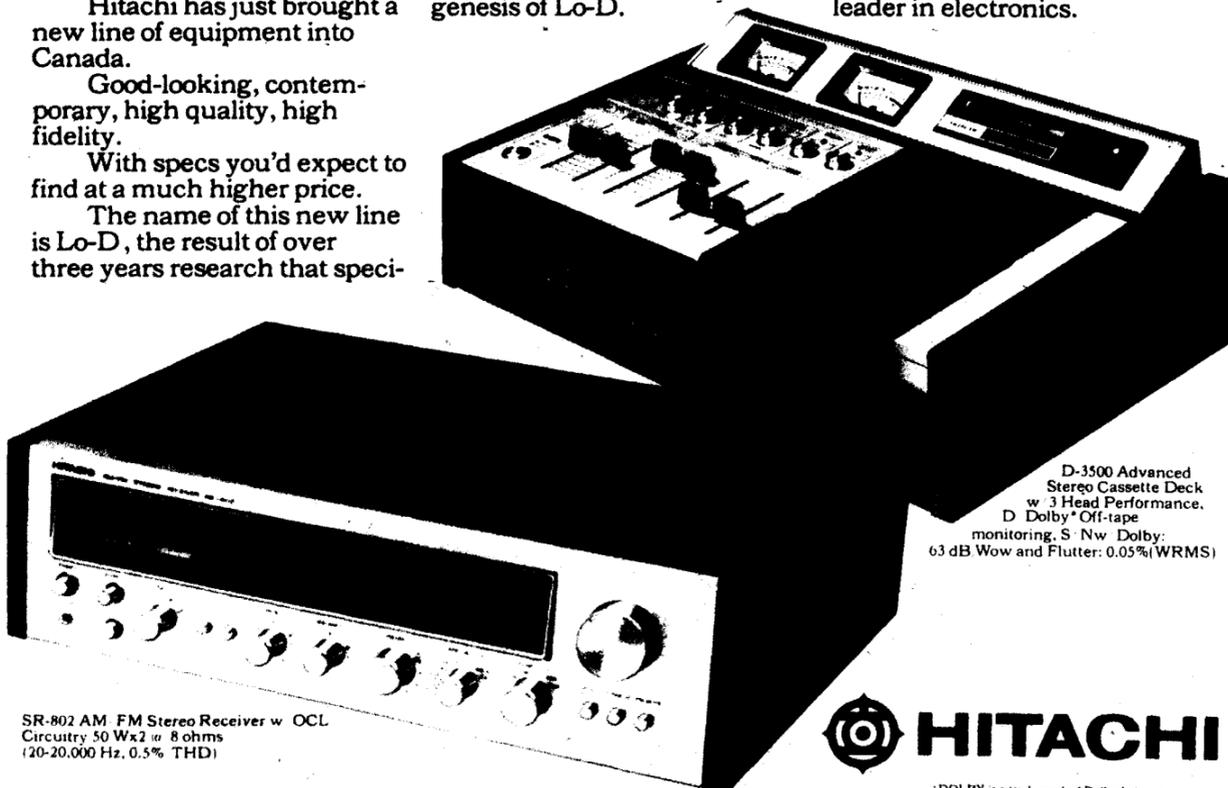 Hitachi has just brought a
new line of equipment into
Canada.
Good-looking, contem-
porary, high quality, high
fidelity.
With specs you'd expect to
find at a much higher price.
The name of this new line
is Lo-D, the result of over
three years research that speci-
genesis of Lo-D.
leader in electronics.
HITACHI
D-3500 Advanced
Stereo Cassette Deck
w 3 Head Performance,
D Dolby* Off-tape
monitoring, S Nw Dolby:
63 dB Wow and Flutter: 0.05% (WRMS)
SR-802 AM FM Stereo Receiver w OCL
Circuitry 50 Wx2 8 ohms
(20-20,000 Hz, 0.5% THD)
HITACHI